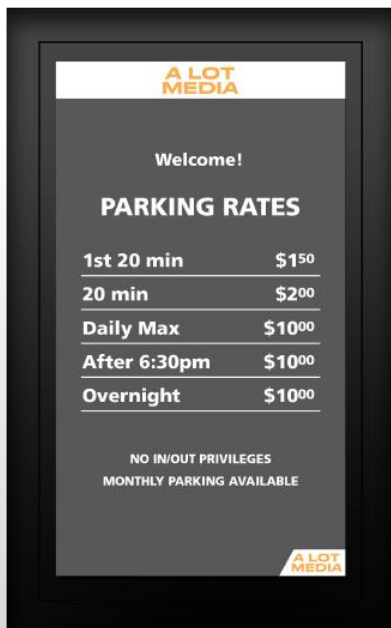 A LOT
MEDIA
Welcome!
PARKING RATES
1st 20 min $1⁵⁰
20 min $2⁰⁰
Daily Max $10⁰⁰
After 6:30pm $10⁰⁰
Overnight $10⁰⁰
NO IN/OUT PRIVILEGES
MONTHLY PARKING AVAILABLE
A LOT
MEDIA